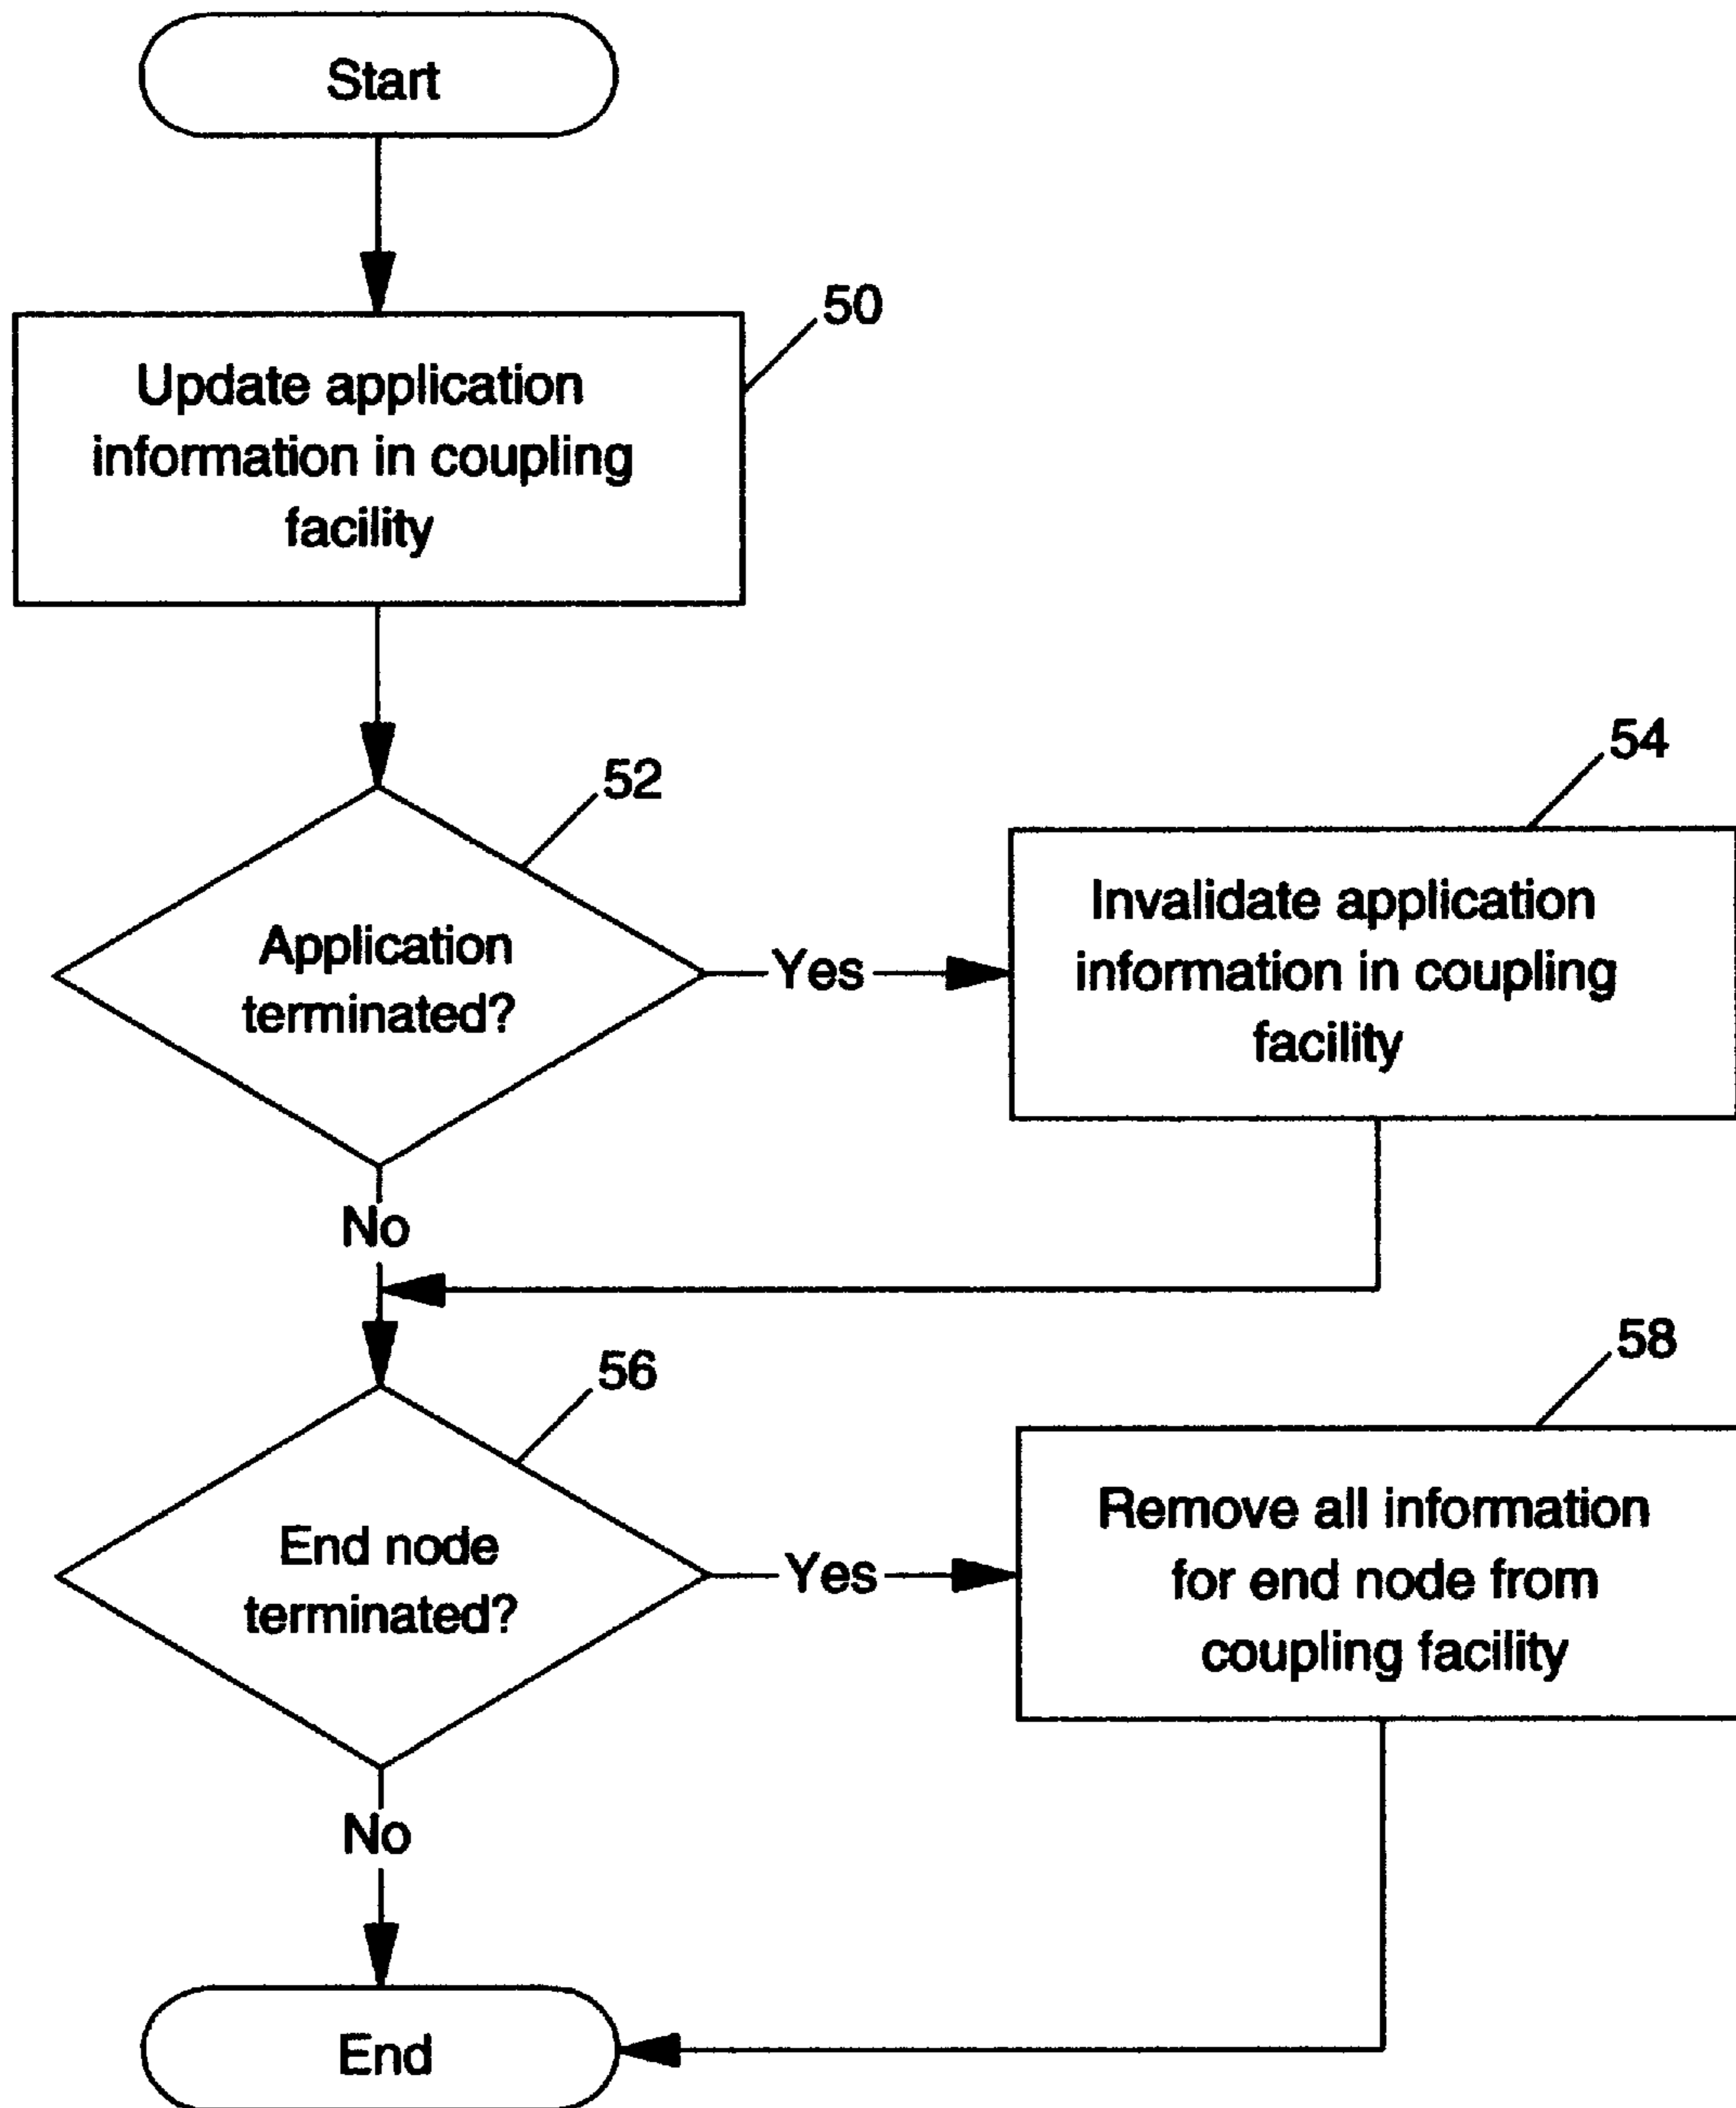 Start
50
Update application
information in coupling
facility
52
Application
terminated?
Yes
54
Invalidate application
information in coupling
facility
No
56
End node
terminated?
Yes
58
Remove all information
for end node from
coupling facility
No
End